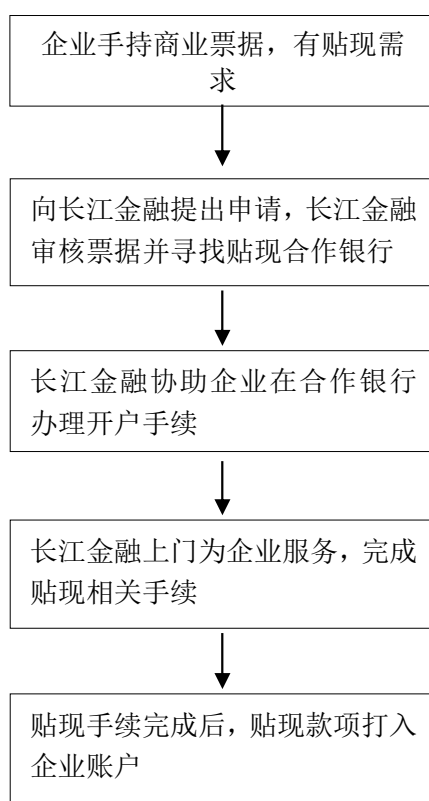 企业手持商业票据，有贴现需
求
向长江金融提出申请，长江金融
审核票据并寻找贴现合作银行
长江金融协助企业在合作银行
办理开户手续
长江金融上门为企业服务，完成
贴现相关手续
贴现手续完成后，贴现款项打入
企业账户